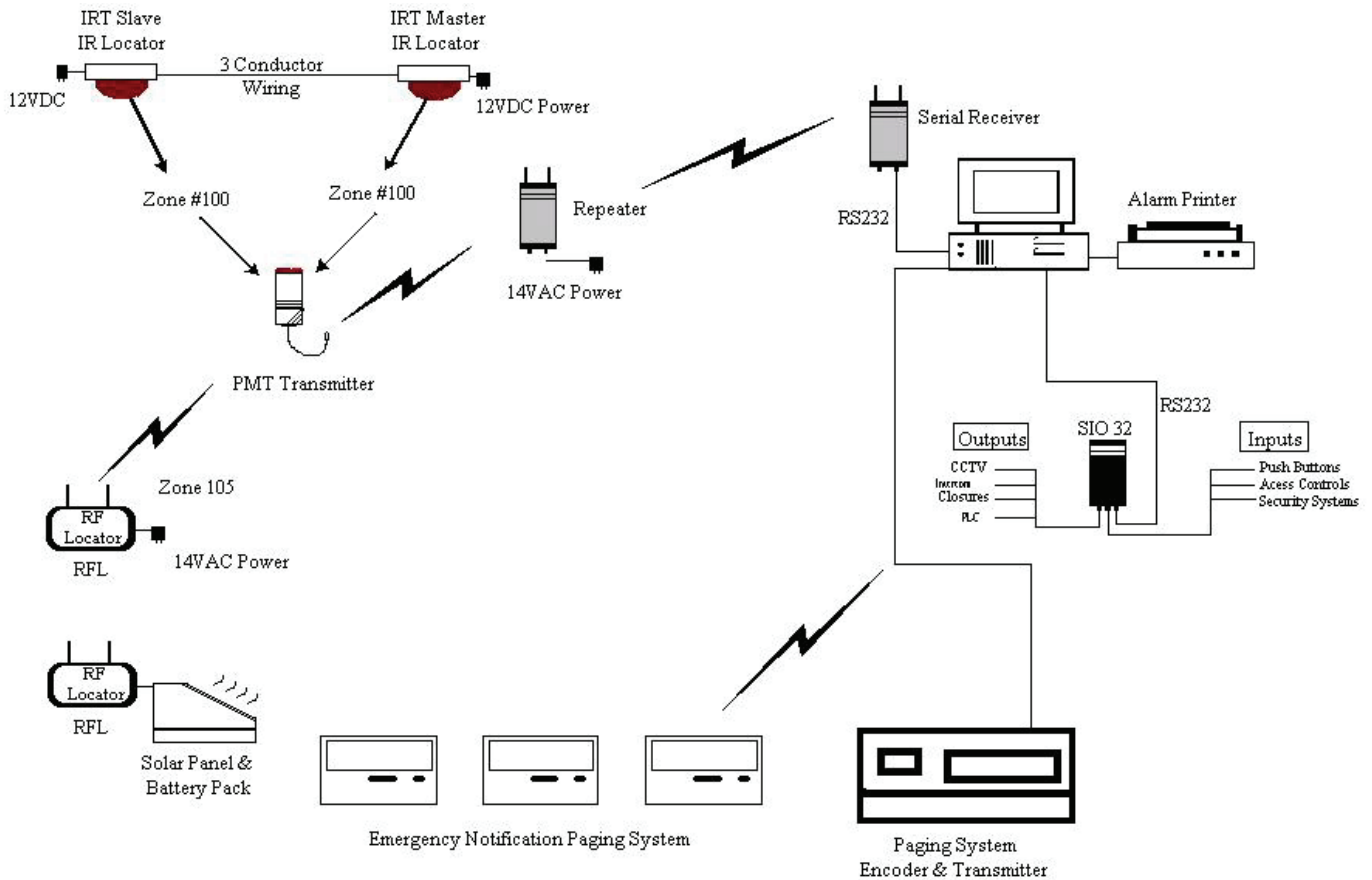 IRT Slave
IR Locator
IRT Master
IR Locator
3 Conductor
Wiring
12VDC
12VDC Power
Serial Receiver
Zone #100
Zone #100
Repeater
RS232
Alarm Printer
14VAC Power
PMT Transmitter
RS232
Outputs
SIO 32
Inputs
CCTV
Intercom
Closures
PLC
Push Buttons
Acess Controls
Security Systems
Zone 105
RF
Locator
RFL
14VAC Power
RF
Locator
RFL
Solar Panel &
Battery Pack
Emergency Notification Paging System
Paging System
Encoder & Transmitter